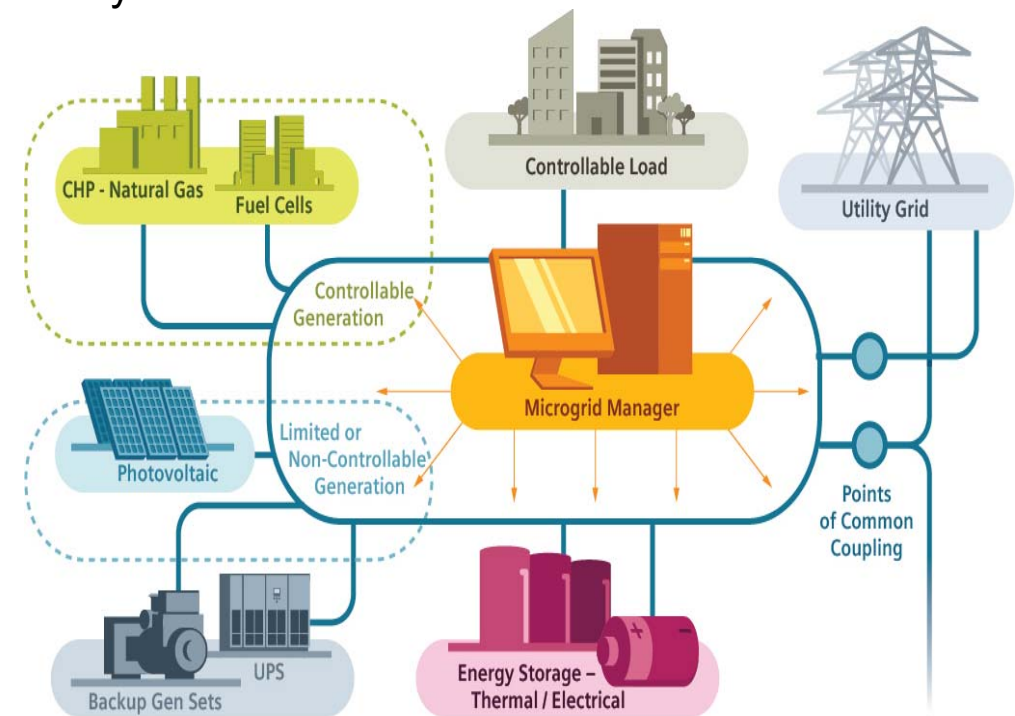 Controllable Load
CHP - Natural Gas
Fuel Cells
Utility Grid
Controllable
Generation
Microgrid Manager
Limited or
Non-Controllable
Generation
Photovoltaic
Points
of Common
Coupling
UPS
Backup Gen Sets
Energy Storage –
Thermal / Electrical